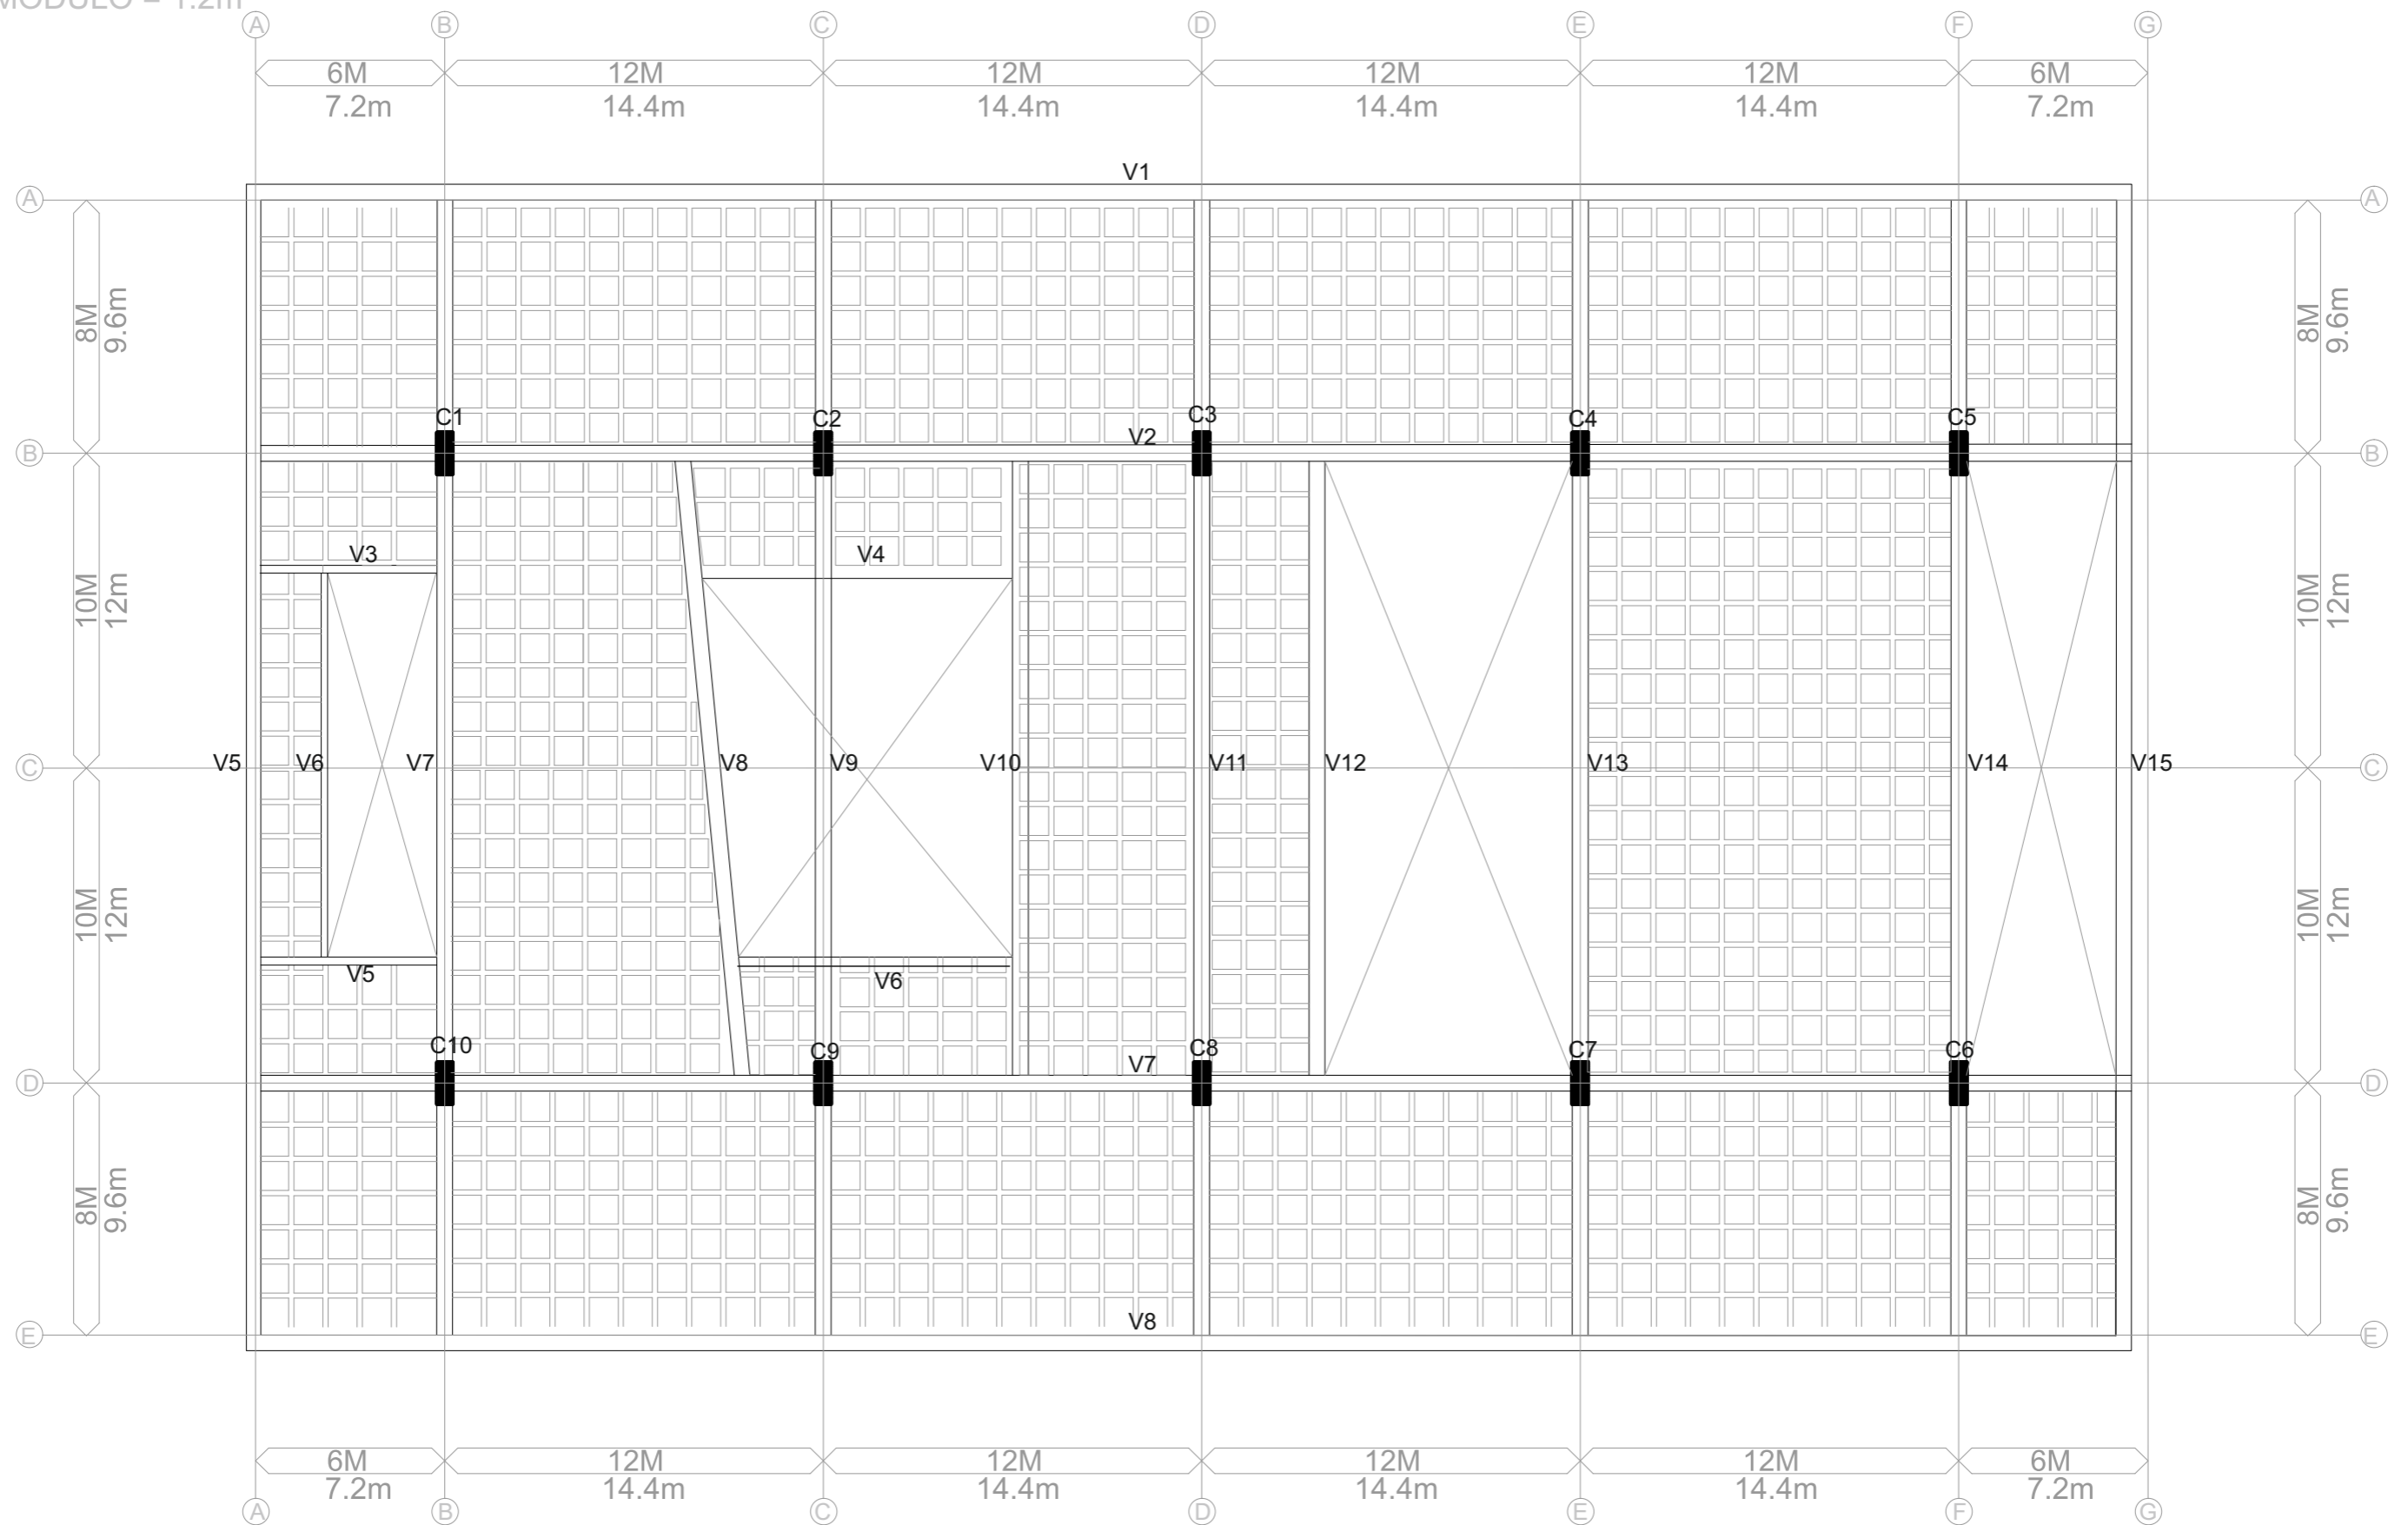 MODULO = 1.2m
A B C D E F G
6M 12M 12M 12M 12M 6M
7.2m 14.4m 14.4m 14.4m 14.4m 7.2m
V1
A A
8M 9.6m 8M 9.6m
C1 C2 C3 C4 C5
V2
B B
V3 V4
10M 12m 10M 12m
V5 V6 V7 V8 V9 V10 V11 V12 V13 V14 V15
C C
10M 12m 10M 12m
V5 V6
C10 C9 C8 C7 C6
V7
D D
8M 9.6m 8M 9.6m
V8
E E
6M 12M 12M 12M 12M 6M
7.2m 14.4m 14.4m 14.4m 14.4m 7.2m
A B C D E F G